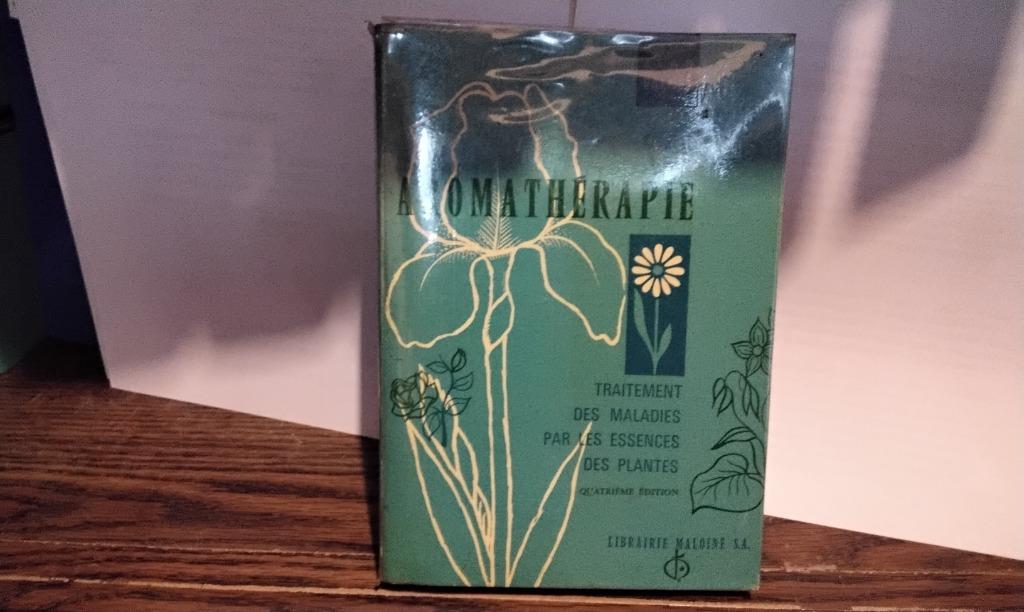 AROMATHÉRAPIE
TRAITEMENT
DES MALADIES
PAR LES ESSENCES
DES PLANTES
QUATRIÈME ÉDITION
LIBRAIRIE MALOINE S.A.